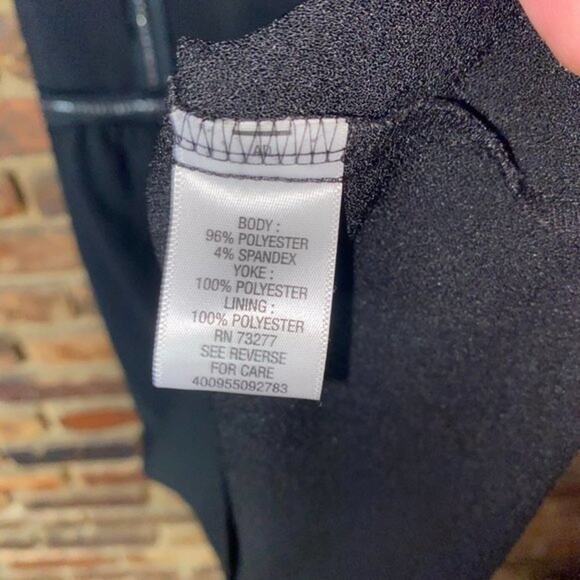 BODY :
96% POLYESTER
4% SPANDEX
YOKE :
100% POLYESTER
LINING :
100% POLYESTER
RN 73277
SEE REVERSE
FOR CARE
400955092783